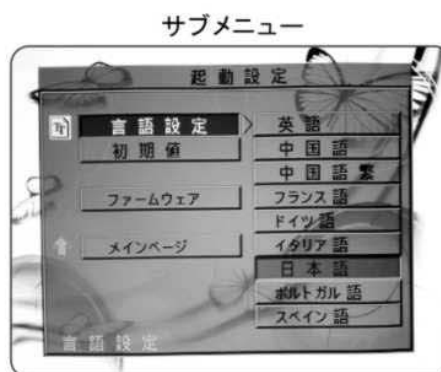 サブメニュー
起動設定
言語設定
初期値
ファームウェア
メインページ
英語
中国語
中国語繁
フランス語
ドイツ語
イタリア語
日本語
ポルトガル語
スペイン語
言語設定